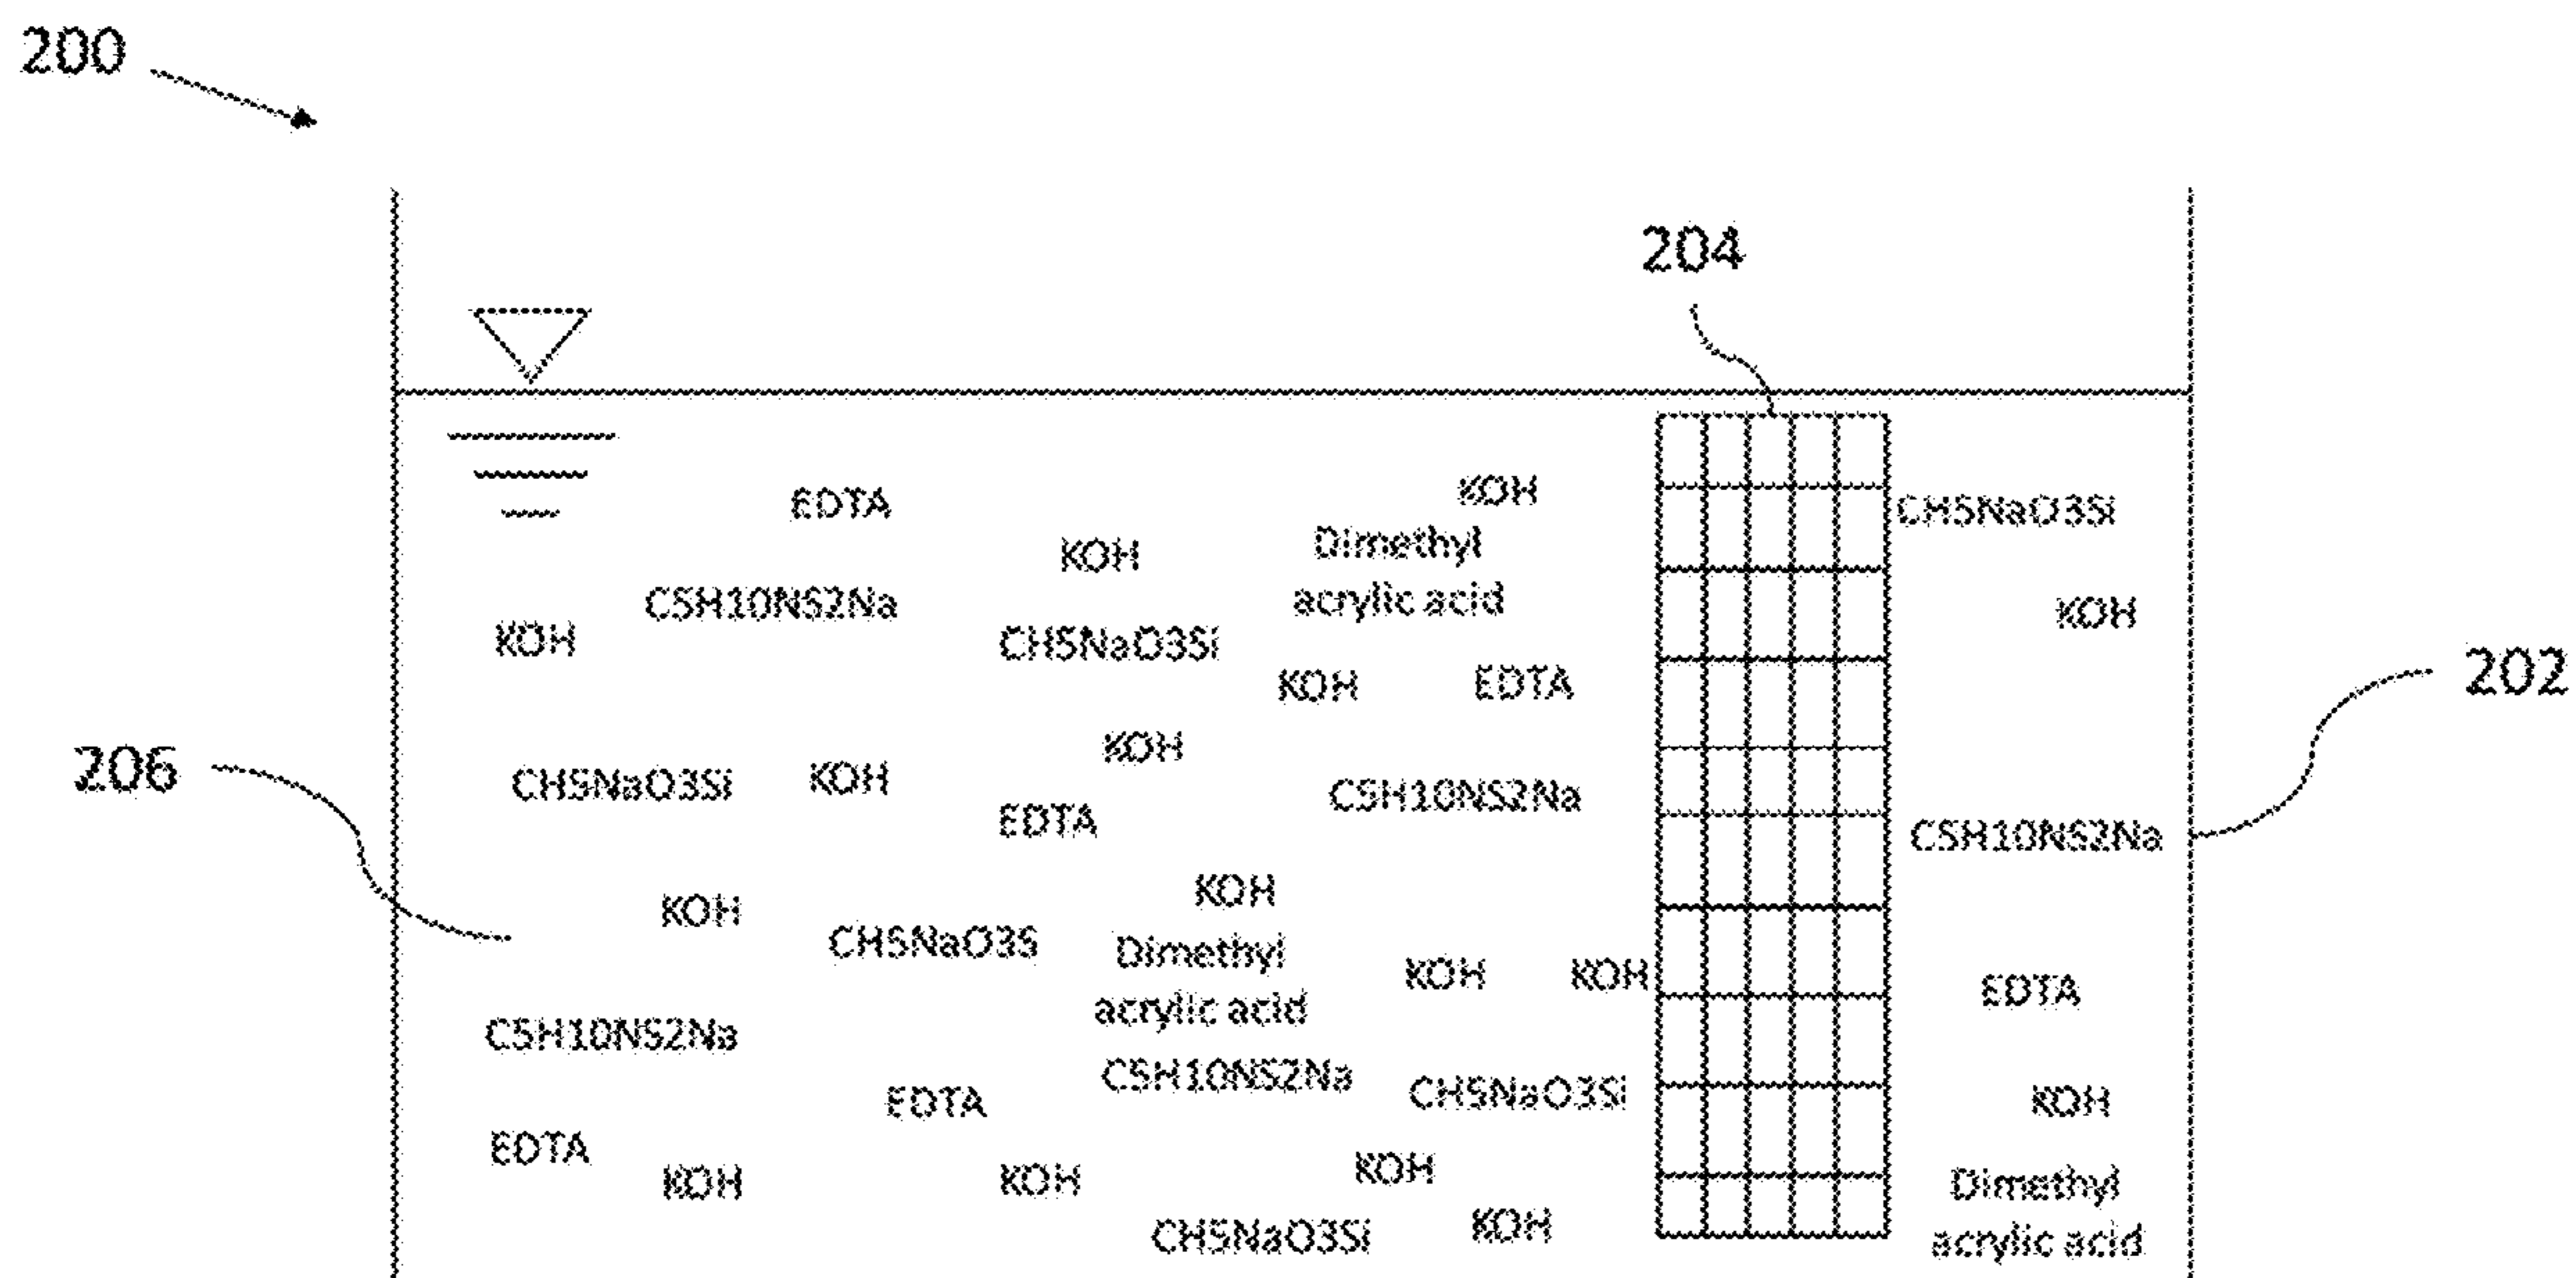 200
204
KOH
EDTA
CH5NaO3Si
KOH
Dimethyl
acrylic acid
C5H10NS2Na
KOH
KOH
CH5NaO3Si
202
KOH
EDTA
KOH
206
CH5NaO3Si
KOH
C5H10NS2Na
EDTA
C5H10NS2Na
KOH
KOH
CH5NaO3S
Dimethyl
acrylic acid
KOH
KOH
EDTA
C5H10NS2Na
C5H10NS2Na
CH5NaO3Si
EDTA
KOH
EDTA
KOH
KOH
KOH
Dimethyl
acrylic acid
CH5NaO3Si
KOH